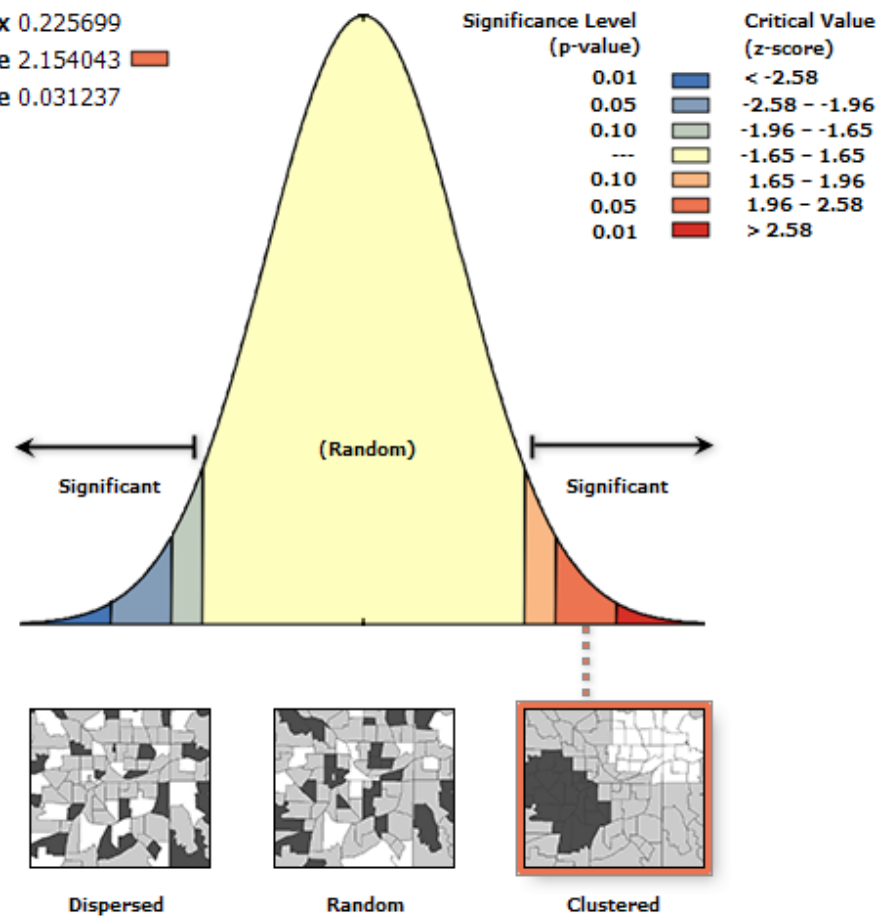 x 0.225699
e 2.154043
e 0.031237
Significance Level
(p-value)
Critical Value
(z-score)
0.01 < -2.58
0.05 -2.58 – -1.96
0.10 -1.96 – -1.65
--- -1.65 – 1.65
0.10 1.65 – 1.96
0.05 1.96 – 2.58
0.01 > 2.58
(Random)
Significant
Significant
Dispersed
Random
Clustered